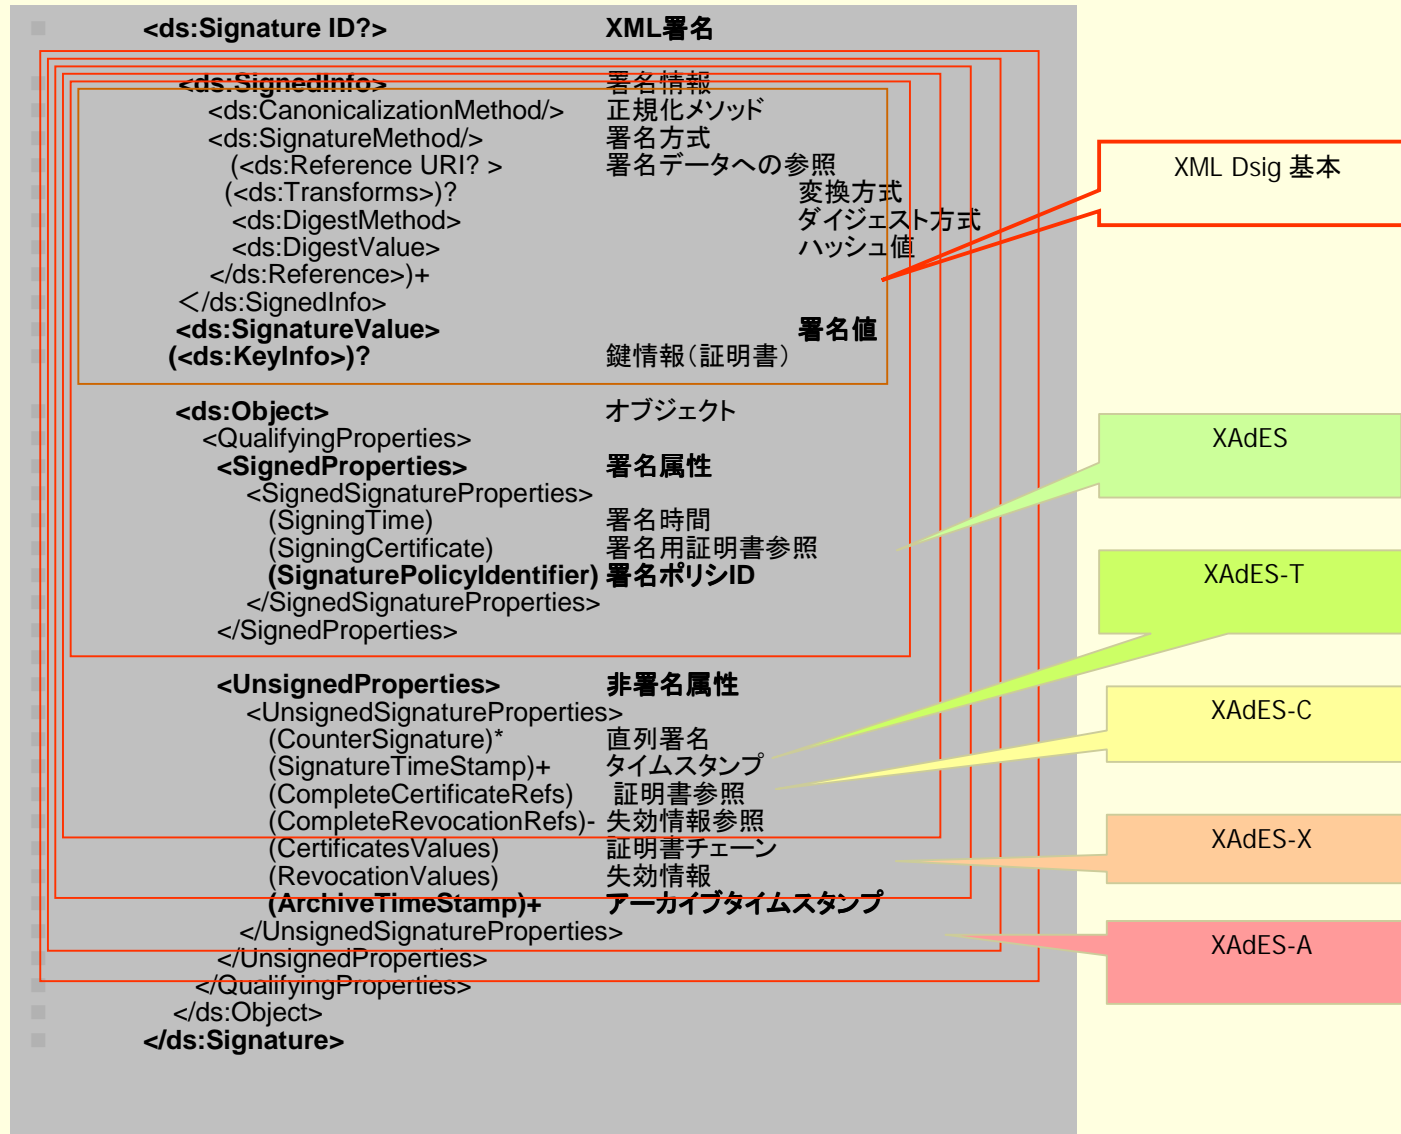 <ds:Signature ID?> XML署名
<ds:SignedInfo> 署名情報
<ds:CanonicalizationMethod/> 正規化メソッド
<ds:SignatureMethod/> 署名方式
(<ds:Reference URI? > 署名データへの参照
(<ds:Transforms>)? 変換方式
<ds:DigestMethod> ダイジェスト方式
<ds:DigestValue> ハッシュ値
</ds:Reference>)+
＜/ds:SignedInfo>
<ds:SignatureValue> 署名値
(<ds:KeyInfo>)? 鍵情報（証明書）
<ds:Object> オブジェクト
<QualifyingProperties>
<SignedProperties> 署名属性
<SignedSignatureProperties>
(SigningTime) 署名時間
(SigningCertificate) 署名用証明書参照
(SignaturePolicyIdentifier) 署名ポリシID
</SignedSignatureProperties>
</SignedProperties>
<UnsignedProperties> 非署名属性
<UnsignedSignatureProperties>
(CounterSignature)* 直列署名
(SignatureTimeStamp)+ タイムスタンプ
(CompleteCertificateRefs) 証明書参照
(CompleteRevocationRefs)- 失効情報参照
(CertificatesValues) 証明書チェーン
(RevocationValues) 失効情報
(ArchiveTimeStamp)+ アーカイブタイムスタンプ
</UnsignedSignatureProperties>
</UnsignedProperties>
</QualifyingProperties>
</ds:Object>
</ds:Signature>
XML Dsig 基本
XAdES
XAdES-T
XAdES-C
XAdES-X
XAdES-A